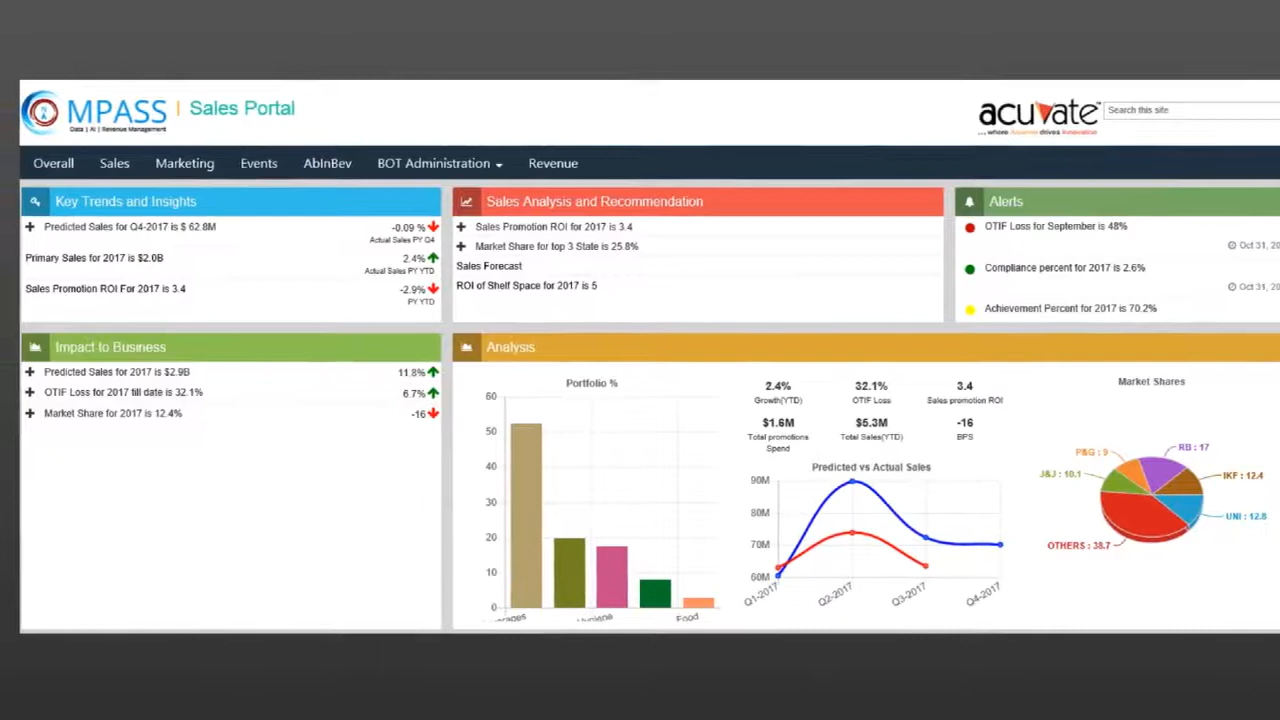 MPASS | Sales Portal
Data | AI | Revenue Management
acuvate
... where drives Innovation
Search this site
Overall Sales Marketing Events AbInBev BOT Administration Revenue
Key Trends and Insights
Predicted Sales for Q4-2017 is $ 62.8M -0.09 %
Actual Sales PY Q4
Primary Sales for 2017 is $2.0B 2.4%
Actual Sales PY YTD
Sales Promotion ROI For 2017 is 3.4 -2.9%
PY YTD
Sales Analysis and Recommendation
Sales Promotion ROI for 2017 is 3.4
Market Share for top 3 State is 25.8%
Sales Forecast
ROI of Shelf Space for 2017 is 5
Alerts
OTIF Loss for September is 48%
Oct 31, 20
Compliance percent for 2017 is 2.6%
Oct 31, 20
Achievement Percent for 2017 is 70.2%
Impact to Business
Predicted Sales for 2017 is $2.9B 11.8%
OTIF Loss for 2017 till date is 32.1% 6.7%
Market Share for 2017 is 12.4% -16
Analysis
Portfolio %
60
50
40
30
20
10
0
Hygiene Food
2.4% 32.1% 3.4
Growth(YTD) OTIF Loss Sales promotion ROI
$1.6M $5.3M -16
Total promotions Spend Total Sales(YTD) BPS
Predicted vs Actual Sales
90M
80M
70M
60M
Q1-2017 Q2-2017 Q3-2017 Q4-2017
Market Shares
RB : 17
P&G : 9
J&J : 10.1
IKF : 12.4
UNI : 12.8
OTHERS : 38.7